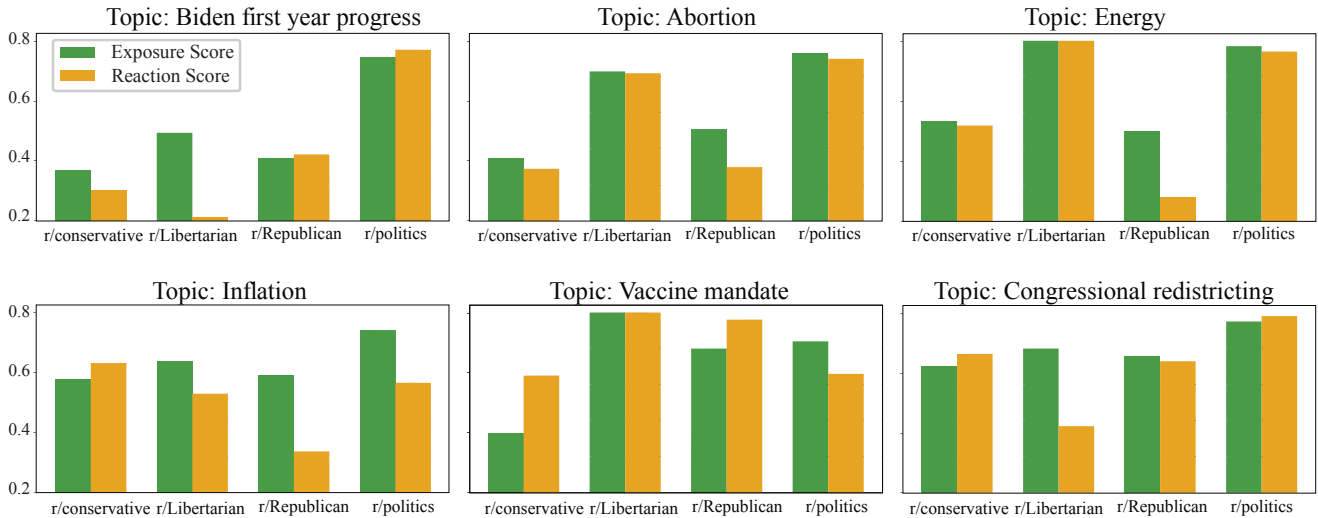 Topic: Biden first year progress
Topic: Abortion
Topic: Energy
0.8
0.6
0.4
0.2
Exposure Score
Reaction Score
r/conservative r/Libertarian r/Republican r/politics
r/conservative r/Libertarian r/Republican r/politics
r/conservative r/Libertarian r/Republican r/politics
Topic: Inflation
Topic: Vaccine mandate
Topic: Congressional redistricting
0.8
0.6
0.4
0.2
r/conservative r/Libertarian r/Republican r/politics
r/conservative r/Libertarian r/Republican r/politics
r/conservative r/Libertarian r/Republican r/politics